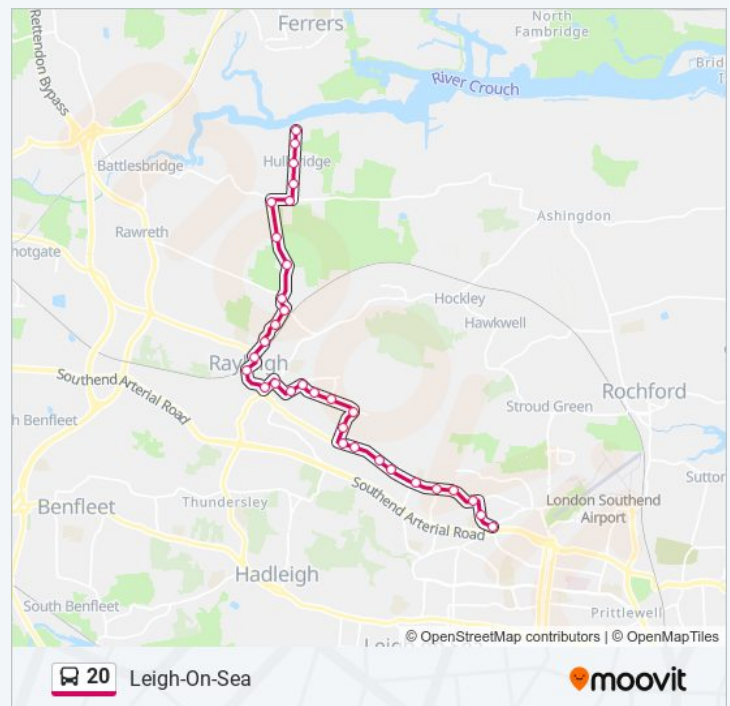 Ferrers
North
Fambridge
Rettendon Bypass
Brid
River Crouch
Battlesbridge
Hullbridge
Ashingdon
Rawreth
hotgate
Hockley
Hawkwell
Rayleigh
Southend Arterial Road
Rochford
h Benfleet
Stroud Green
Sutton
Benfleet
Thundersley
Southend Arterial Road
London Southend
Airport
Hadleigh
South Benfleet
Prittlewell
© OpenStreetMap contributors | © OpenMapTiles
20 Leigh-On-Sea
moovit